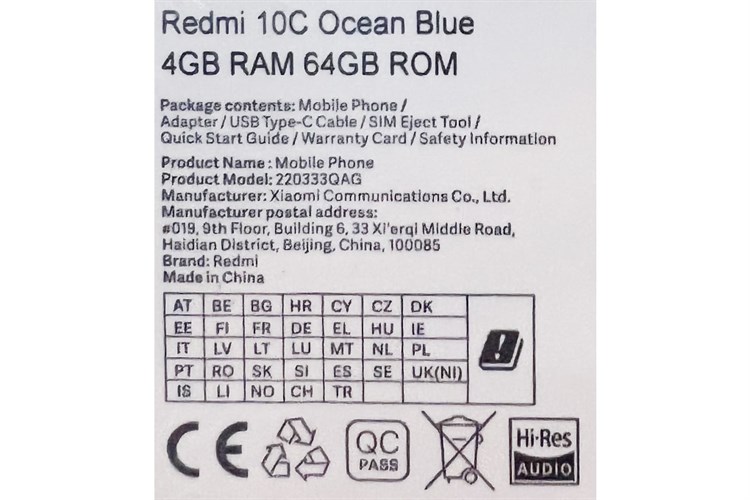 Redmi 10C Ocean Blue
4GB RAM 64GB ROM
Package contents: Mobile Phone /
Adapter / USB Type-C Cable / SIM Eject Tool /
Quick Start Guide / Warranty Card / Safety Information
Product Name : Mobile Phone
Product Model: 220333QAG
Manufacturer: Xiaomi Communications Co., Ltd.
Manufacturer postal address:
#019, 9th Floor, Building 6, 33 Xi'erqi Middle Road,
Haidian District, Beijing, China, 100085
Brand: Redmi
Made in China
AT BE BG HR CY CZ DK
EE FI FR DE EL HU IE
IT LV LT LU MT NL PL
PT RO SK SI ES SE UK(NI)
IS LI NO CH TR
CE
QC
PASS
Hi-Res
AUDIO